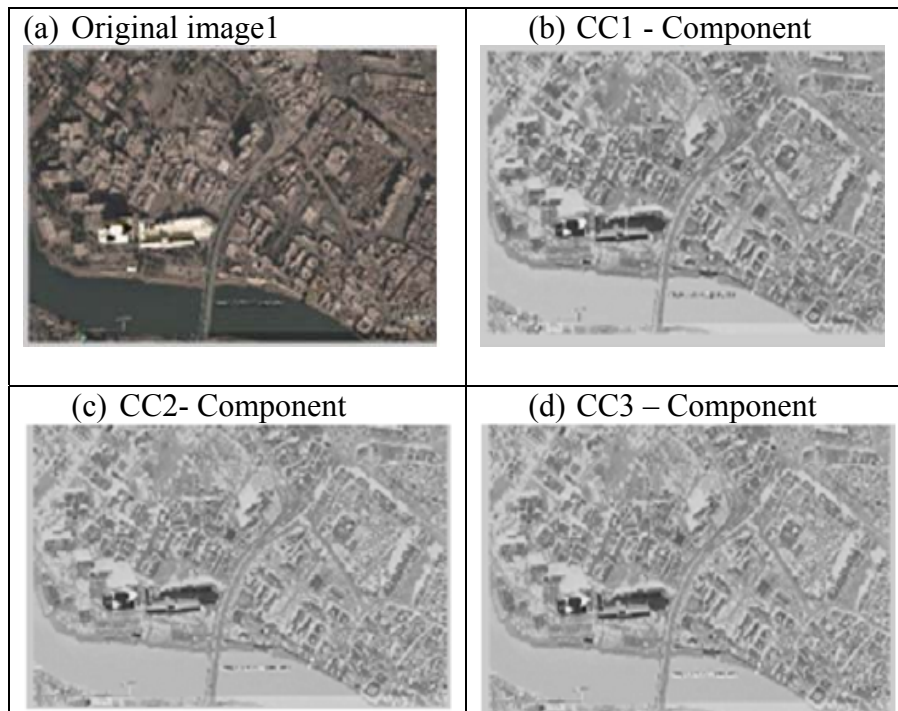 (a) Original image1
(b) CC1 - Component
(c) CC2- Component
(d) CC3 – Component